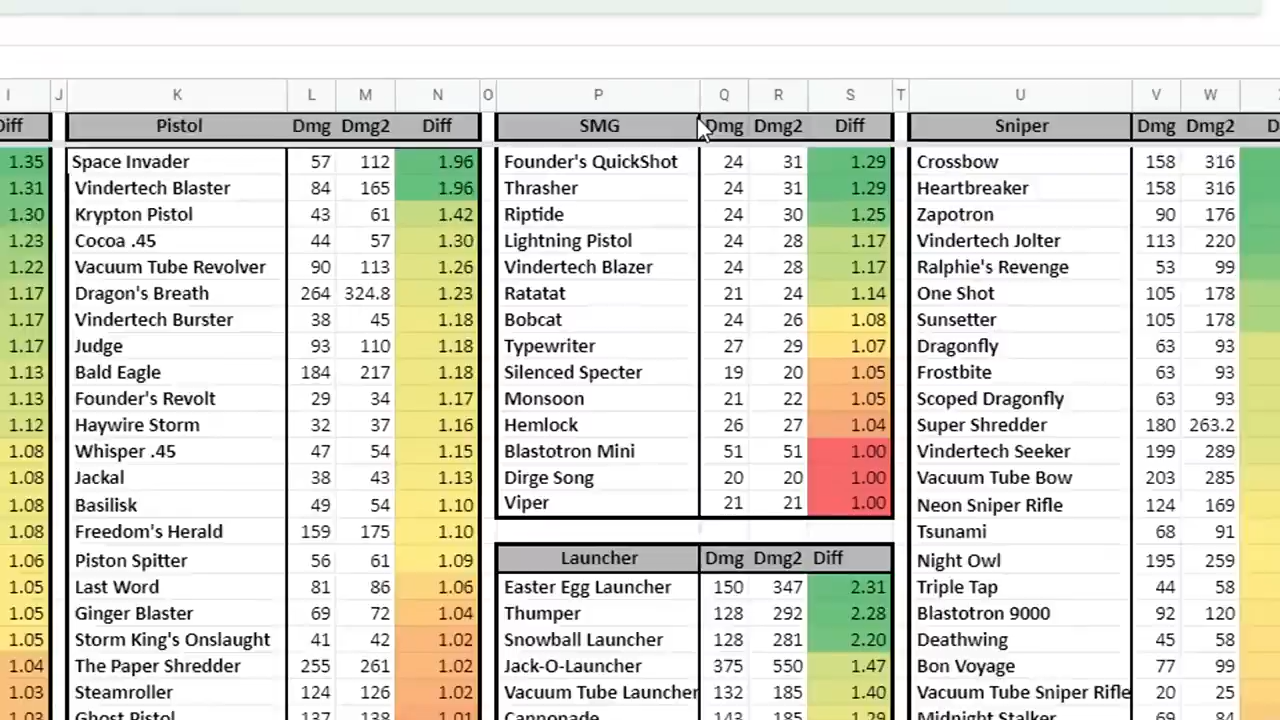 I J K L M N O P Q R S T U V W
Diff Pistol Dmg Dmg2 Diff SMG Dmg Dmg2 Diff Sniper Dmg Dmg2 D
1.35 Space Invader 57 112 1.96 Founder's QuickShot 24 31 1.29 Crossbow 158 316
1.31 Vindertech Blaster 84 165 1.96 Thrasher 24 31 1.29 Heartbreaker 158 316
1.30 Krypton Pistol 43 61 1.42 Riptide 24 30 1.25 Zapotron 90 176
1.23 Cocoa .45 44 57 1.30 Lightning Pistol 24 28 1.17 Vindertech Jolter 113 220
1.22 Vacuum Tube Revolver 90 113 1.26 Vindertech Blazer 24 28 1.17 Ralphie's Revenge 53 99
1.17 Dragon's Breath 264 324.8 1.23 Ratatat 21 24 1.14 One Shot 105 178
1.17 Vindertech Burster 38 45 1.18 Bobcat 24 26 1.08 Sunsetter 105 178
1.17 Judge 93 110 1.18 Typewriter 27 29 1.07 Dragonfly 63 93
1.13 Bald Eagle 184 217 1.18 Silenced Specter 19 20 1.05 Frostbite 63 93
1.13 Founder's Revolt 29 34 1.17 Monsoon 21 22 1.05 Scoped Dragonfly 63 93
1.12 Haywire Storm 32 37 1.16 Hemlock 26 27 1.04 Super Shredder 180 263.2
1.08 Whisper .45 47 54 1.15 Blastotron Mini 51 51 1.00 Vindertech Seeker 199 289
1.08 Jackal 38 43 1.13 Dirge Song 20 20 1.00 Vacuum Tube Bow 203 285
1.08 Basilisk 49 54 1.10 Viper 21 21 1.00 Neon Sniper Rifle 124 169
1.08 Freedom's Herald 159 175 1.10 Tsunami 68 91
1.06 Piston Spitter 56 61 1.09 Launcher Dmg Dmg2 Diff Night Owl 195 259
1.05 Last Word 81 86 1.06 Easter Egg Launcher 150 347 2.31 Triple Tap 44 58
1.05 Ginger Blaster 69 72 1.04 Thumper 128 292 2.28 Blastotron 9000 92 120
1.05 Storm King's Onslaught 41 42 1.02 Snowball Launcher 128 281 2.20 Deathwing 45 58
1.04 The Paper Shredder 255 261 1.02 Jack-O-Launcher 375 550 1.47 Bon Voyage 77 99
1.03 Steamroller 124 126 1.02 Vacuum Tube Launcher 132 185 1.40 Vacuum Tube Sniper Rifle 20 25
1.03 Ghost Pistol 137 138 1.01 Cannonade 143 185 1.29 Midnight Stalker 69 84